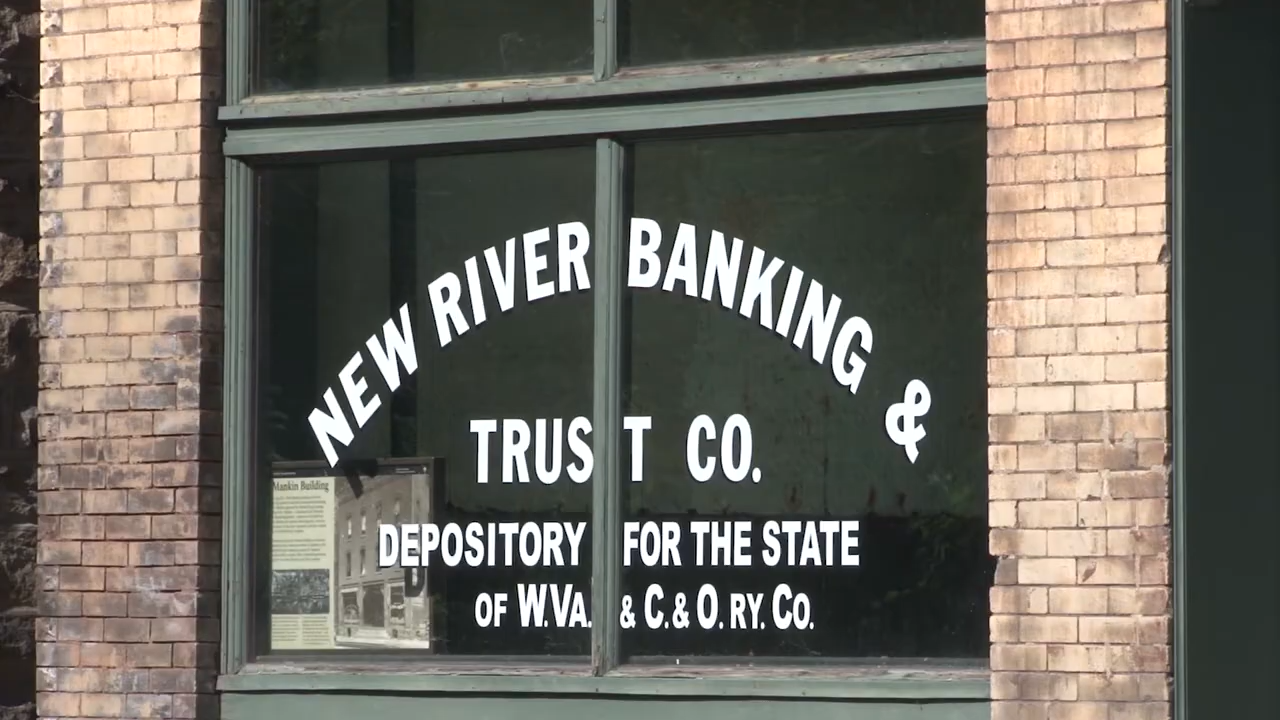 NEW RIVER BANKING &
TRUST CO.
DEPOSITORY FOR THE STATE
OF W.VA. & C.& O. RY. CO.
Mankin Building